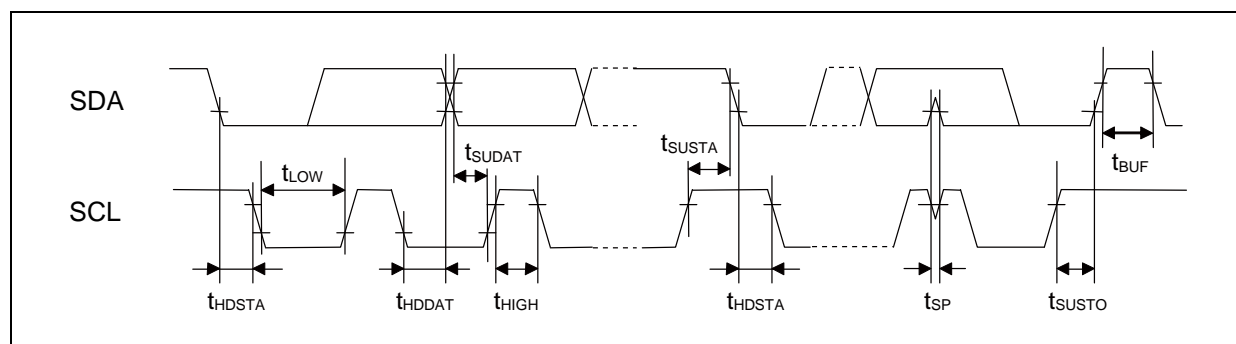 SDA
tSUSTA
tSUDAT
tLOW
tBUF
SCL
tHDSTA
tHDDAT
tHIGH
tHDSTA
tSP
tSUSTO